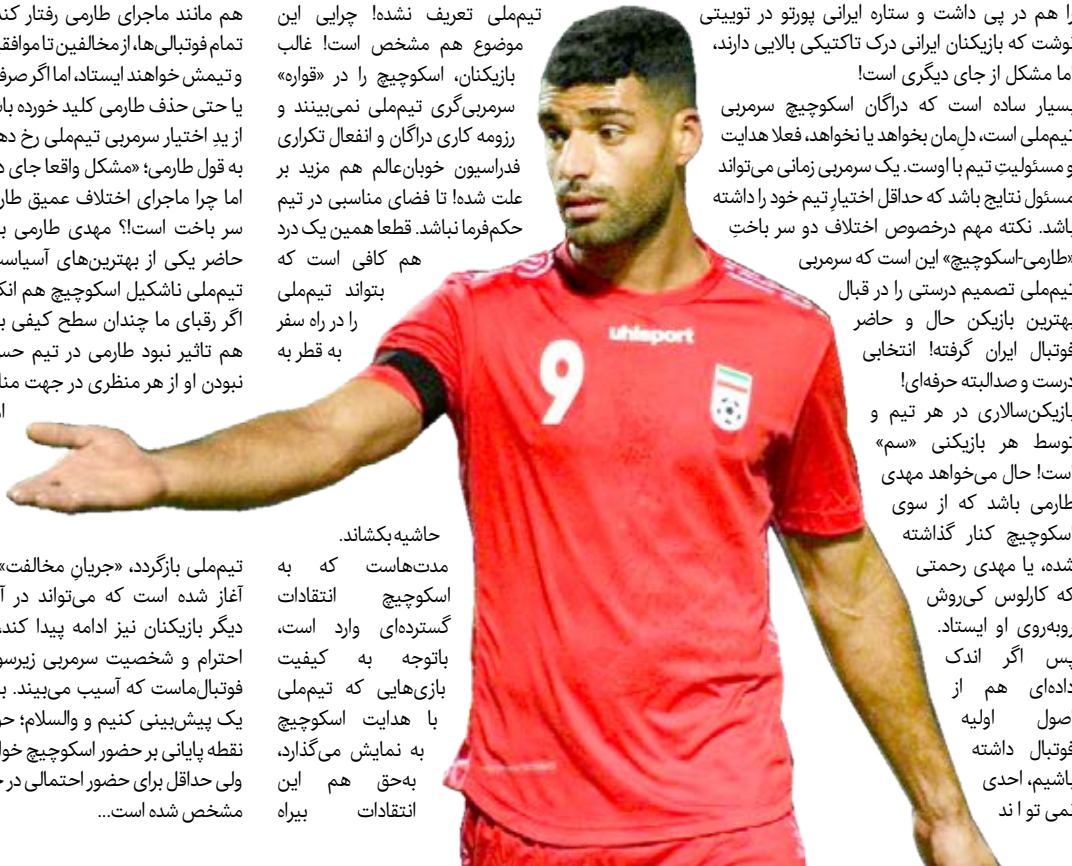 را هم در پی داشت و ستاره ایرانی پورتو در توییتی
نوشت که بازیکنان ایرانی درک تاکتیکی بالایی دارند،
اما مشکل از جای دیگری است!
بسیار ساده است که دراگان اسکوچیچ سرمربی
تیم‌ملی است، دل‌ِمان بخواهد یا نخواهد، فعلا هدایت
و مسئولیتِ تیم با اوست. یک سرمربی زمانی می‌تواند
مسئول نتایج باشد که حداقل اختیارِ تیم خود را داشته
باشد. نکته مهم درخصوص اختلاف دو سر باختِ
«طارمی-اسکوچیچ» این است که سرمربی
تیم‌ملی تصمیم درستی را در قبال
بهترین بازیکن حال و حاضر
فوتبال ایران گرفته! انتخابی
درست و صدالبته حرفه‌ای!
بازیکن‌سالاری در هر تیم و
توسط هر بازیکنی «سم»
است! حال می‌خواهد مهدی
طارمی باشد که از سوی
اسکوچیچ کنار گذاشته
شده، یا مهدی رحمتی
که کارلوس کی‌روش
روبه‌روی او ایستاد.
پس اگر اندک
داده‌ای هم از
اصول اولیه
فوتبال داشته
باشیم، احدی
نمی تو ا ند
تیم‌ملی تعریف نشده! چرایی این
موضوع هم مشخص است! غالب
بازیکنان، اسکوچیچ را در «قواره»
سرمربی‌گری تیم‌ملی نمی‌بینند و
رزومه کاری دراگان و انفعال تکراری
فدراسیون خوبان‌عالم هم مزید بر
علت شده! تا فضای مناسبی در تیم
حکم‌فرما نباشد. قطعا همین یک درد
هم کافی است که
بتواند تیم‌ملی
را در راه سفر
به قطر به
حاشیه بکشاند.
مدت‌هاست که به
اسکوچیچ انتقادات
گسترده‌ای وارد است،
باتوجه به کیفیت
بازی‌هایی که تیم‌ملی
با هدایت اسکوچیچ
به نمایش می‌گذارد،
به‌حق هم این
انتقادات بیراه
هم مانند ماجرای طارمی رفتار کند
تمام فوتبالی‌ها، از مخالفین تا
و تیمش خواهند ایستاد، اما اگر
یا حتی حذف طارمی کلید خورده
از یدِ اختیار سرمربی تیم‌ملی رخ
به قول طارمی؛ «مشکل واقعا جای
اما چرا ماجرای اختلاف عمیق
سر باخت است!؟ مهدی طارمی
حاضر یکی از بهترین‌های
تیم‌ملی ناشکیل اسکوچیچ هم
اگر رقبای ما چندان سطح کیفی
هم تاثیر نبود طارمی در تیم
نبودن او از هر منظری در جهت
تیم‌ملی بازگردد، «جریانِ مخالفت»
آغاز شده است که می‌تواند در
دیگر بازیکنان نیز ادامه پیدا کند
احترام و شخصیت سرمربی
فوتبال‌ماست که آسیب می‌بیند.
یک پیش‌بینی کنیم و والسلام؛
نقطه پایانی بر حضور اسکوچیچ
ولی حداقل برای حضور احتمالی در
مشخص شده است...
uhlsport
9